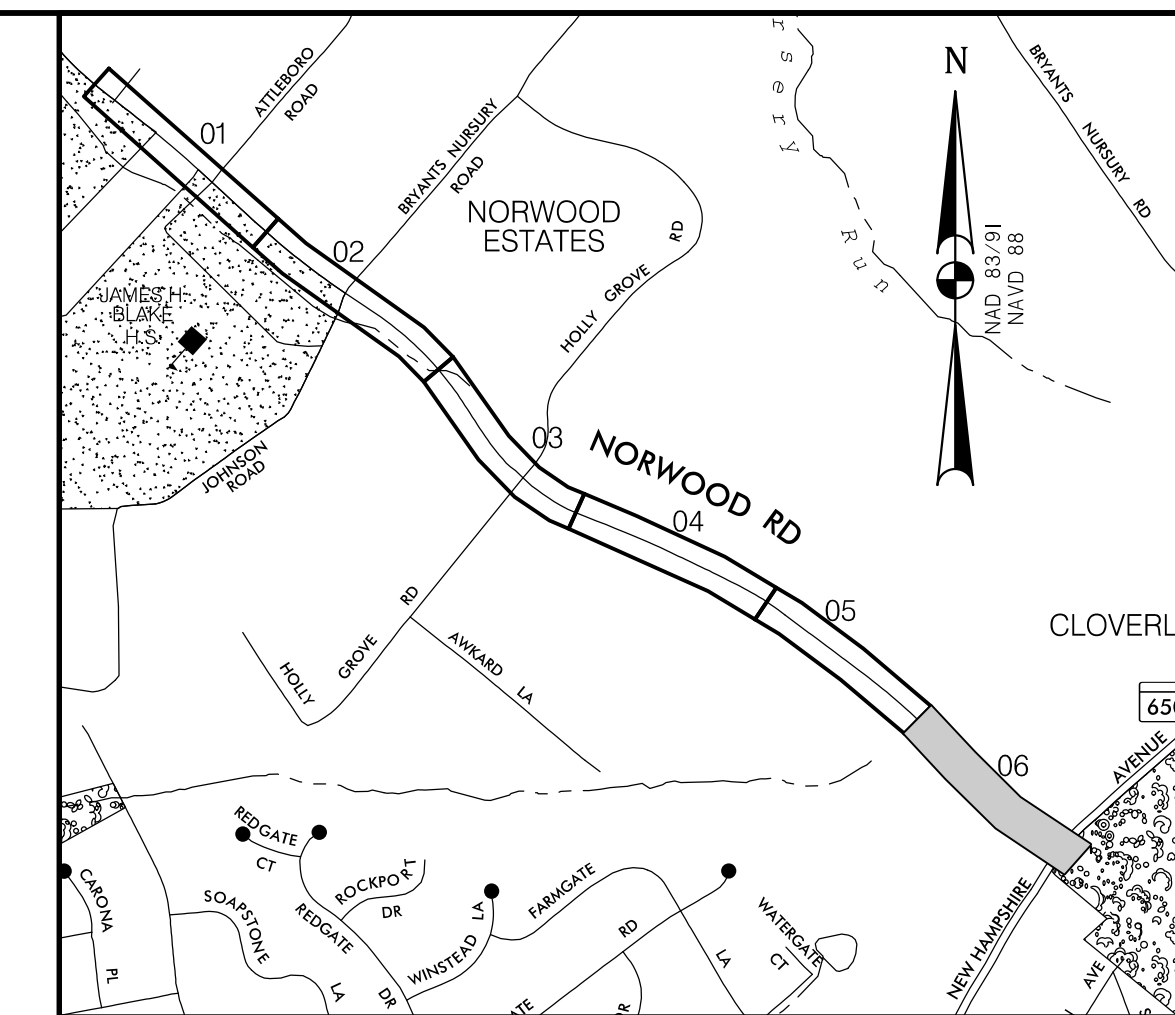 r
s
e
r
y
R
u
n
N
NAD 83/91
NAVD 88
BRYANTS
NURSURY
RD
ATTLEBORO
ROAD
01
BRYANTS NURSURY
ROAD
NORWOOD
ESTATES
RD
HOLLY GROVE
02
JAMES H.
BLAKE
H.S.
JOHNSON
ROAD
03
NORWOOD RD
04
05
CLOVERL
HOLLY
GROVE
RD
AWKARD
LA
06
AVENUE
NEW HAMPSHIRE
AVE
REDGATE
CT
ROCKPORT
DR
SOAPSTONE
LA
REDGATE
DR
WINSTEAD LA
FARMGATE
LA
RD
WATERGATE
CT
CARONA
PL